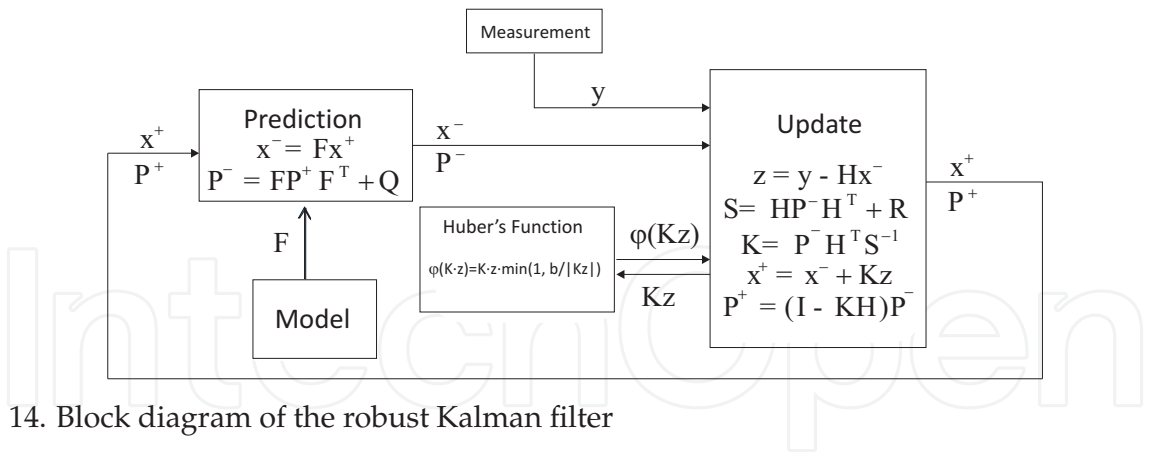 Measurement
y
x⁺
P⁺
Prediction
x⁻ = Fx⁺
P⁻ = FP⁺ Fᵀ + Q
x⁻
P⁻
F
Model
Huber's Function
φ(K·z)=K·z·min(1, b/|Kz|)
φ(Kz)
Kz
Update
z = y - Hx⁻
S= HP⁻Hᵀ + R
K= P⁻HᵀS⁻¹
x⁺ = x⁻ + Kz
P⁺ = (I - KH)P⁻
x⁺
P⁺
IntechOpen
14. Block diagram of the robust Kalman filter